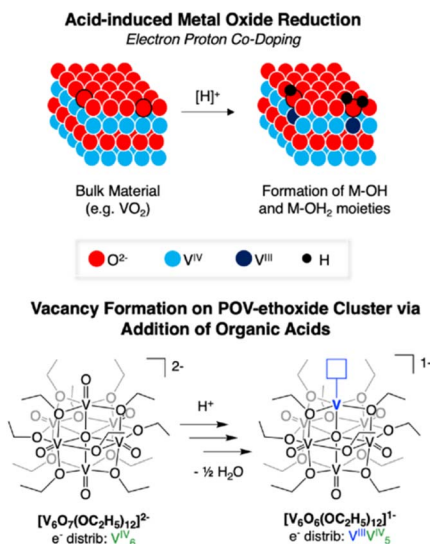 Acid-induced Metal Oxide Reduction
Electron Proton Co-Doping
[H]⁺
Bulk Material
(e.g. VO₂)
Formation of M-OH
and M-OH₂ moieties
O²⁻ Vᴵⱽ Vᴵᴵᴵ H
Vacancy Formation on POV-ethoxide Cluster via
Addition of Organic Acids
2-
O
O O
O V O
O O
O V V O V V O
O O O
O V O
O
H⁺
- ½ H₂O
1-
V
O O
O O
O V V O V V O
O O O
O V O
O
[V₆O₇(OC₂H₅)₁₂]²⁻
e⁻ distrib: Vᴵⱽ₆
[V₆O₆(OC₂H₅)₁₂]¹⁻
e⁻ distrib: VᴵᴵᴵVᴵⱽ₅